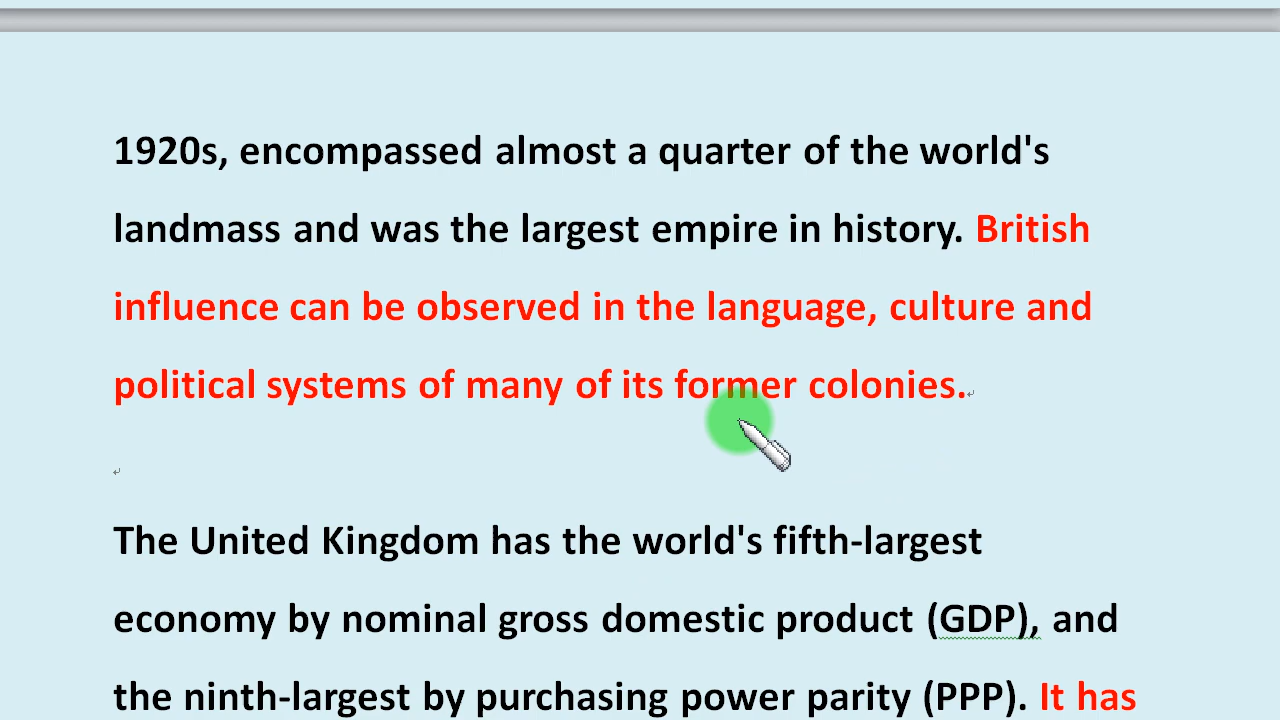 1920s, encompassed almost a quarter of the world's
landmass and was the largest empire in history. British
influence can be observed in the language, culture and
political systems of many of its former colonies.
The United Kingdom has the world's fifth-largest
economy by nominal gross domestic product (GDP), and
the ninth-largest by purchasing power parity (PPP). It has